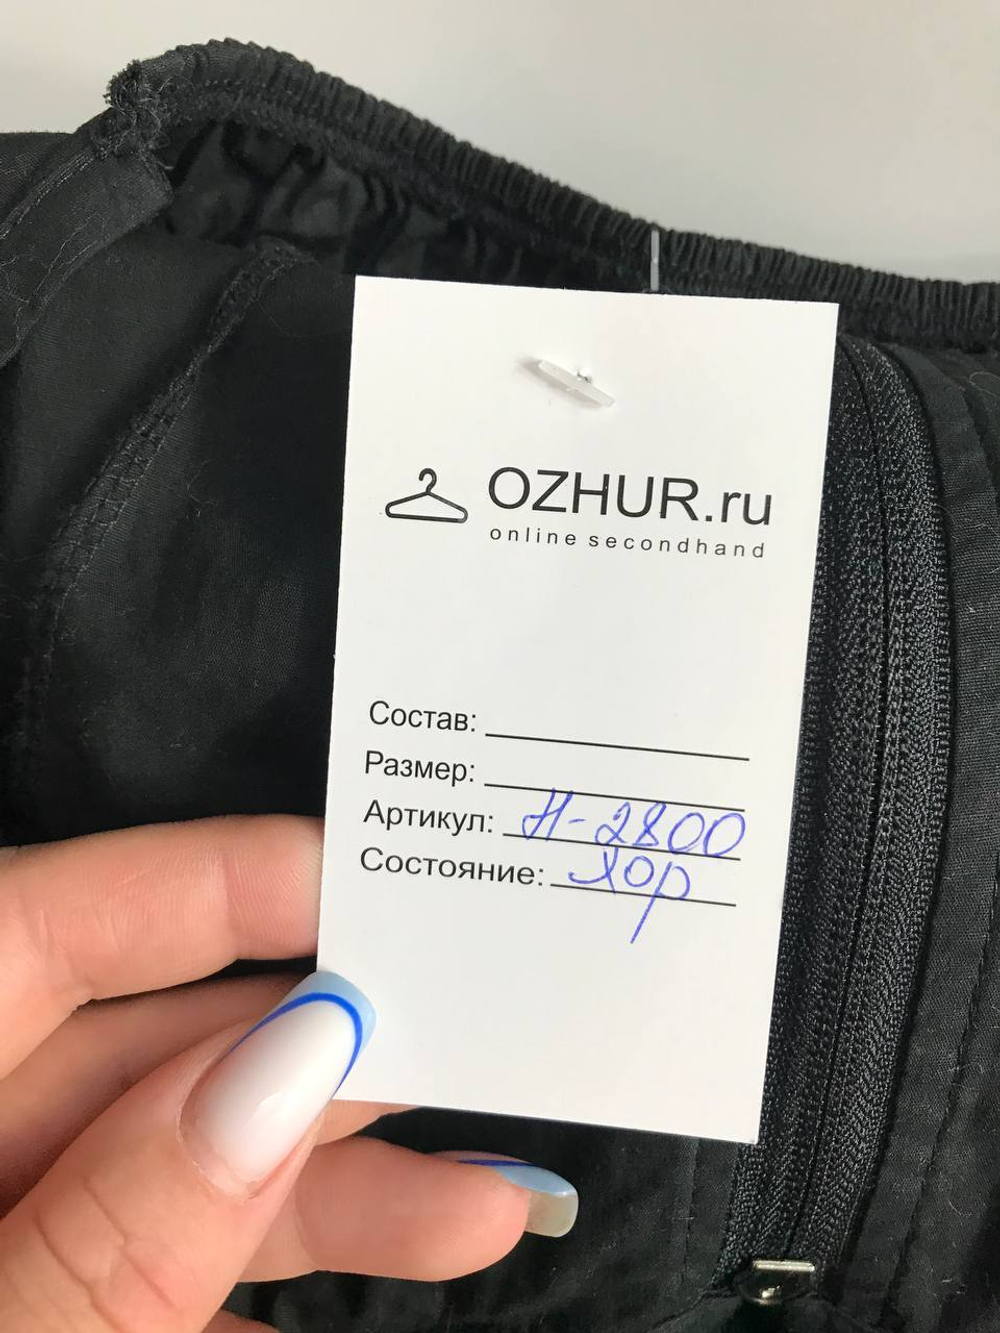 OZHUR.ru
online secondhand
Состав:
Размер:
Артикул: Н-2800
Состояние: хор